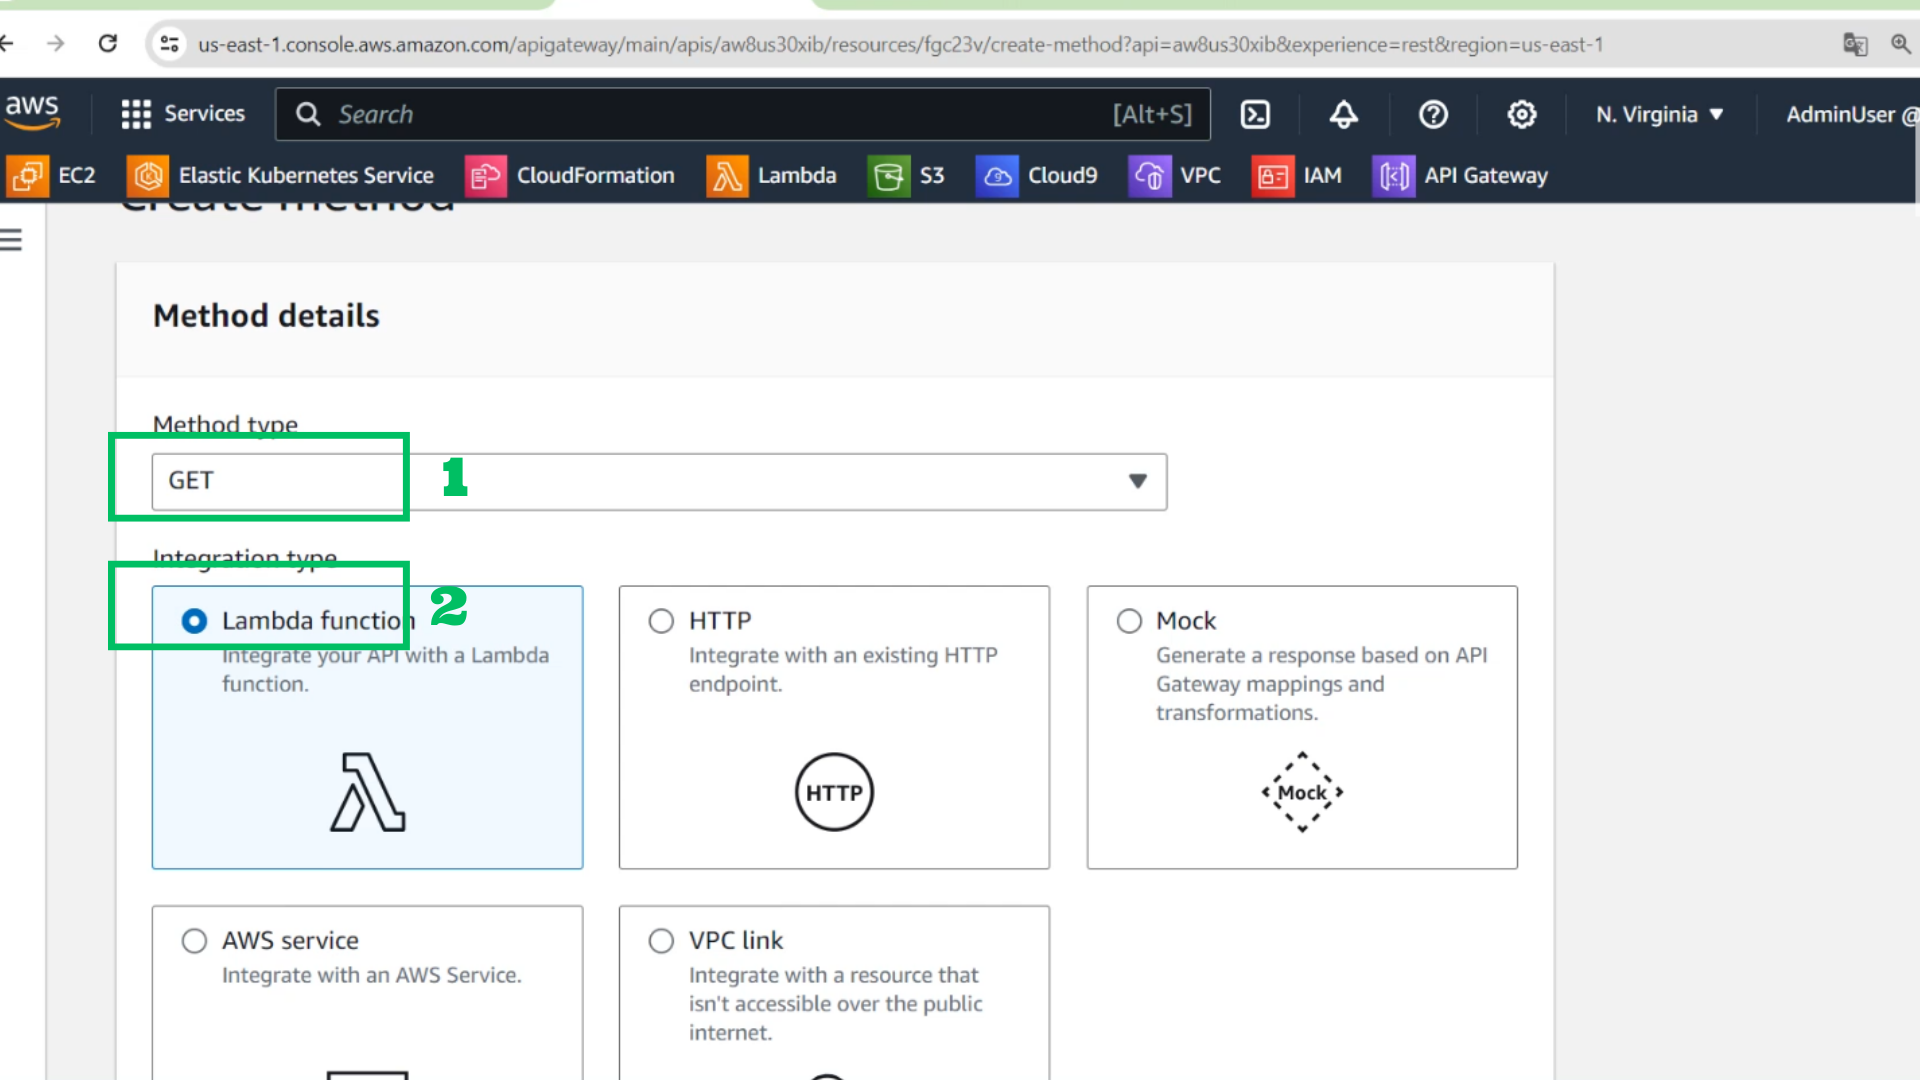 us-east-1.console.aws.amazon.com/apigateway/main/apis/aw8us30xib/resources/fgc23v/create-method?api=aw8us30xib&experience=rest&region=us-east-1
aws Services Search [Alt+S] N. Virginia ▼ AdminUser @
EC2 Elastic Kubernetes Service CloudFormation Lambda S3 Cloud9 VPC IAM API Gateway
Create method
Method details
Method type
GET 1
Integration type
Lambda function 2
Integrate your API with a Lambda
function.
HTTP
Integrate with an existing HTTP
endpoint.
HTTP
Mock
Generate a response based on API
Gateway mappings and
transformations.
Mock
AWS service
Integrate with an AWS Service.
VPC link
Integrate with a resource that
isn't accessible over the public
internet.